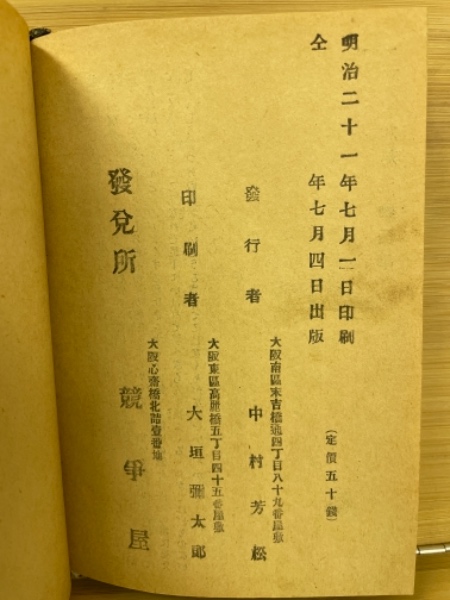 明治二十一年七月二日印刷
仝年七月四日出版
(定價五十錢)
大阪南區末吉橋通四丁目八十九番屋敷
發行者 中村芳松
大阪東區高麗橋五丁目四十五番屋敷
印刷者 大垣彌太郎
大阪心齋橋北詰壹番地
發兌所 競爭屋